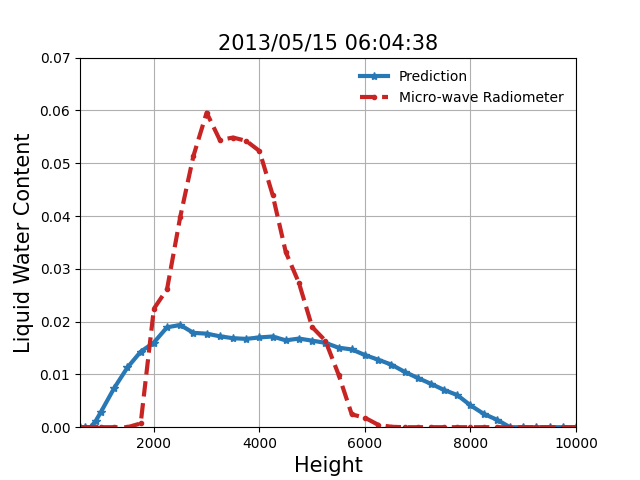 2013/05/15 06:04:38
Prediction
Micro-wave Radiometer
Liquid Water Content
0.07
0.06
0.05
0.04
0.03
0.02
0.01
0.00
2000 4000 6000 8000 10000
Height